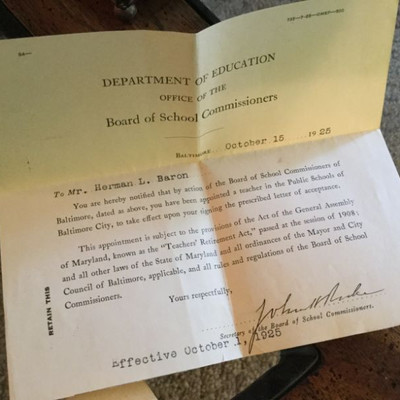 DEPARTMENT OF EDUCATION
OFFICE OF THE
Board of School Commissioners
BALTIMORE, October 15 1925
To Mr. Herman L. Baron
You are hereby notified that by action of the Board of School Commissioners of
Baltimore, dated as above, you have been appointed a teacher in the Public Schools of
Baltimore City, to take effect upon your signing the prescribed letter of acceptance.
This appointment is subject to the provisions of the Act of the General Assembly
of Maryland, known as the "Teachers' Retirement Act," passed at the session of 1908;
and all other laws of the State of Maryland and all ordinances of the Mayor and City
Council of Baltimore, applicable, and all rules and regulations of the Board of School
Commissioners.
RETAIN THIS
Yours respectfully,
Secretary of the Board of School Commissioners.
Effective October 1, 1925